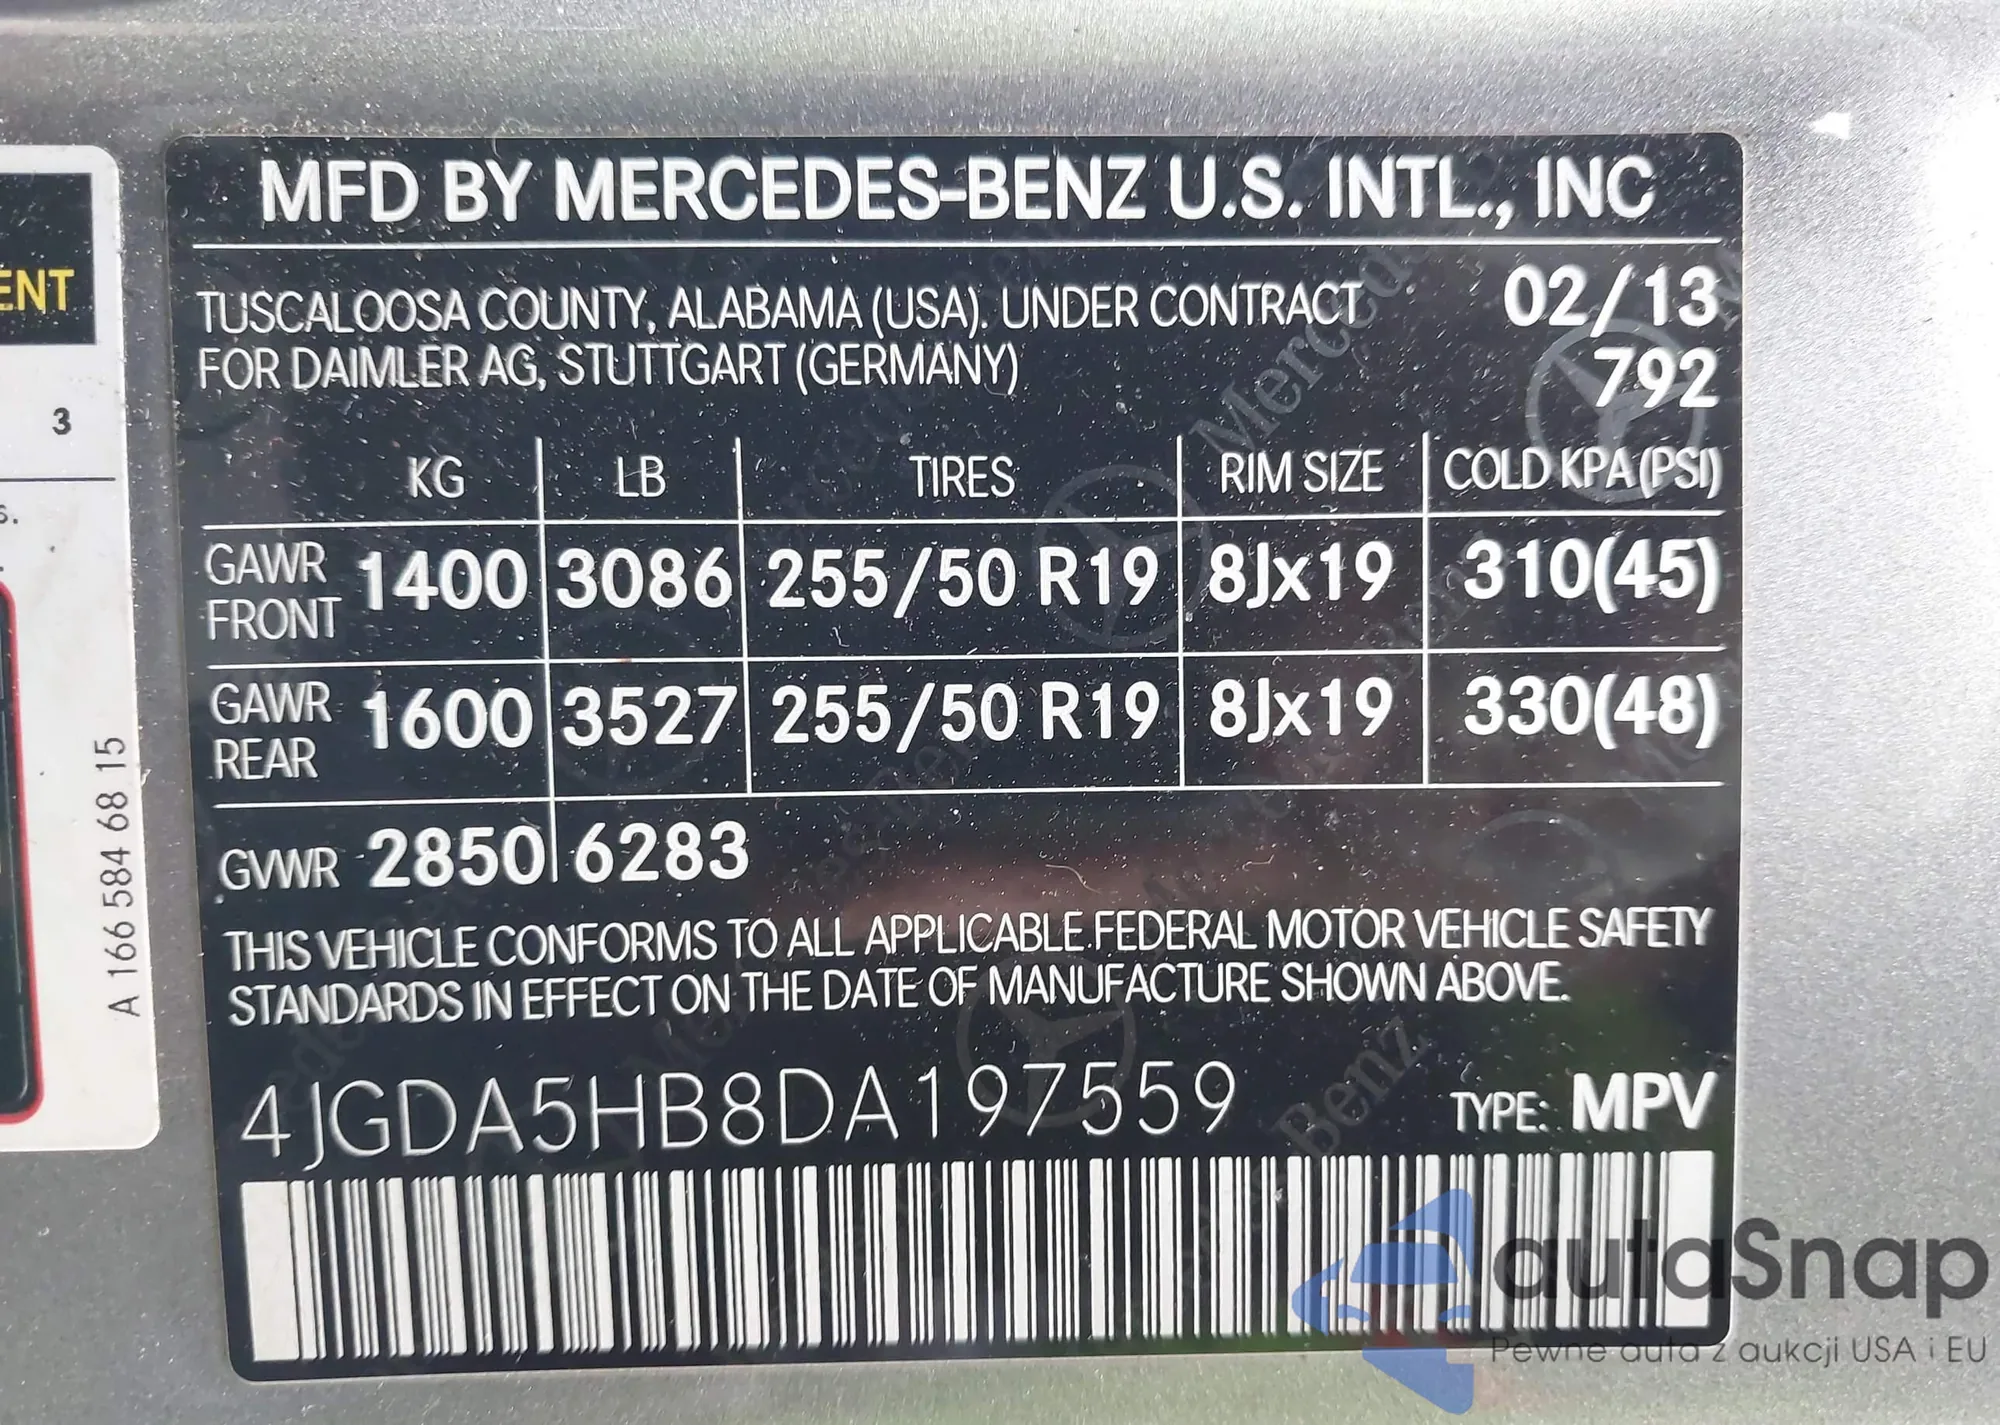 MFD BY MERCEDES-BENZ U.S. INTL., INC
TUSCALOOSA COUNTY, ALABAMA (USA). UNDER CONTRACT
FOR DAIMLER AG, STUTTGART (GERMANY)
02/13
792
KG LB TIRES RIM SIZE COLD KPA (PSI)
GAWR FRONT 1400 3086 255/50 R19 8Jx19 310(45)
GAWR REAR 1600 3527 255/50 R19 8Jx19 330(48)
GVWR 2850 6283
THIS VEHICLE CONFORMS TO ALL APPLICABLE FEDERAL MOTOR VEHICLE SAFETY
STANDARDS IN EFFECT ON THE DATE OF MANUFACTURE SHOWN ABOVE.
4JGDA5HB8DA197559 TYPE: MPV
ENT
3
s.
A 166 584 68 15
autaSnap
Pewne auta z aukcji USA i EU